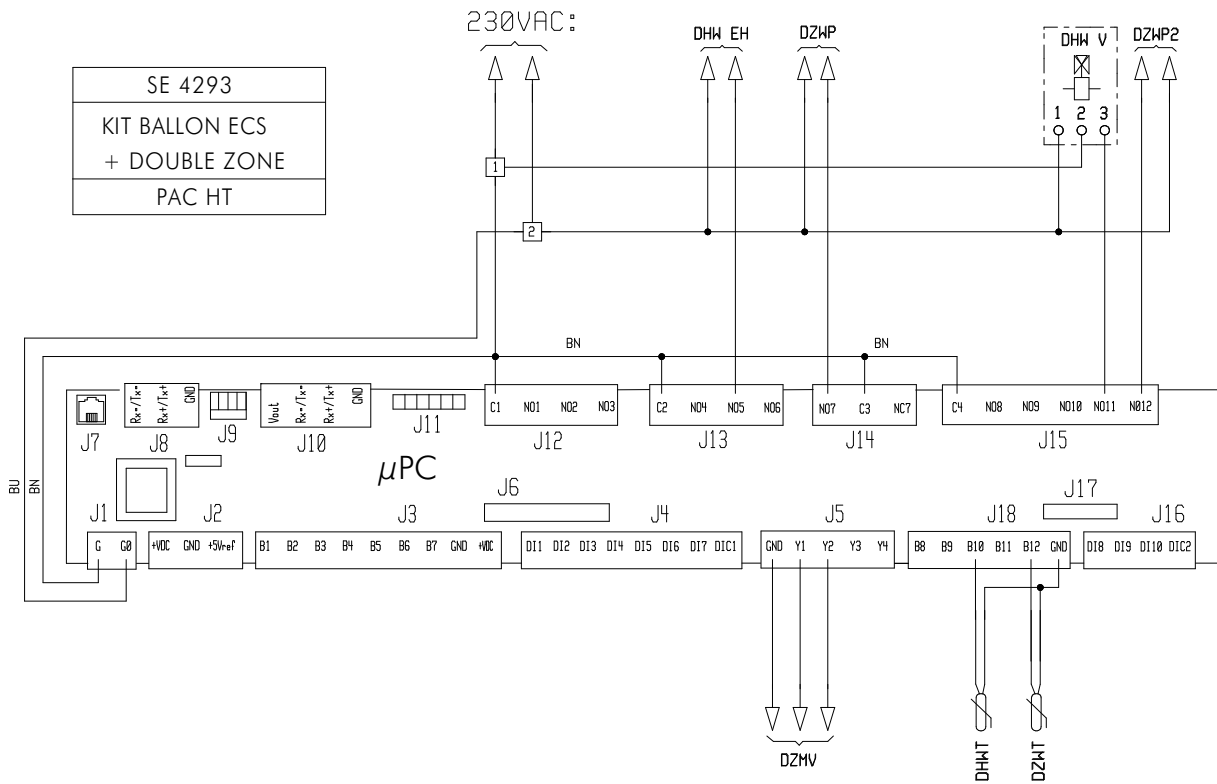 230VAC:
DHW EH
DZWP
DHW V
DZWP2
SE 4293
KIT BALLON ECS
+ DOUBLE ZONE
PAC HT
1 2 3
1
2
BN
BN
BU
BN
Rx-/Tx-
Rx+/Tx+
GND
Vout
Rx-/Tx-
Rx+/Tx+
GND
C1 NO1 NO2 NO3
C2 NO4 NO5 NO6
NO7 C3 NC7
C4 NO8 NO9 NO10 NO11 NO12
J7 J8 J9 J10 J11 J12 J13 J14 J15
µPC
J6
J17
J1 J2 J3 J4 J5 J18 J16
G G0
+VDC GND +5Vref
B1 B2 B3 B4 B5 B6 B7 GND +VDC
DI1 DI2 DI3 DI4 DI5 DI6 DI7 DIC1
GND Y1 Y2 Y3 Y4
B8 B9 B10 B11 B12 GND
DI8 DI9 DI10 DIC2
DZMV
DHWT
DZWT